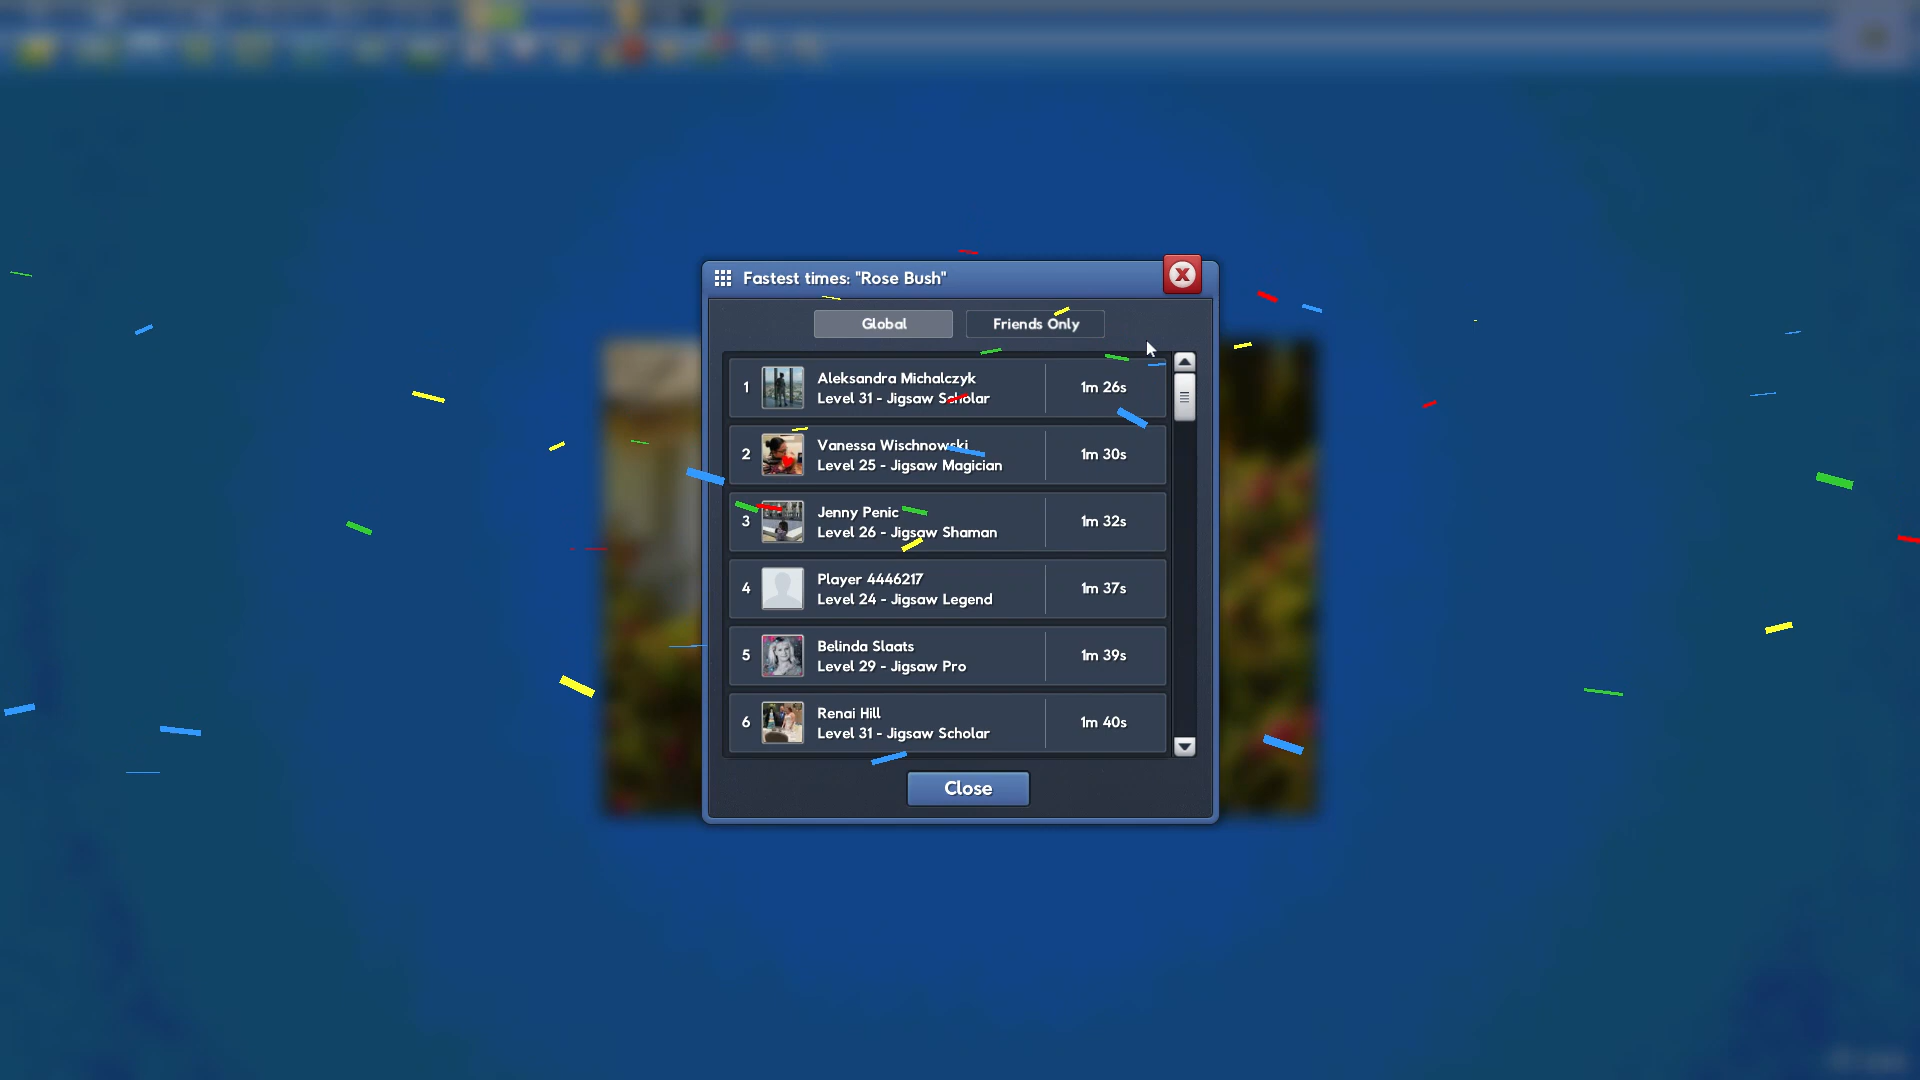 Fastest times: "Rose Bush"
Global
Friends Only
1
Aleksandra Michalczyk
Level 31 - Jigsaw Scholar
1m 26s
2
Vanessa Wischnowski
Level 25 - Jigsaw Magician
1m 30s
3
Jenny Penic
Level 26 - Jigsaw Shaman
1m 32s
4
Player 4446217
Level 24 - Jigsaw Legend
1m 37s
5
Belinda Slaats
Level 29 - Jigsaw Pro
1m 39s
6
Renai Hill
Level 31 - Jigsaw Scholar
1m 40s
Close